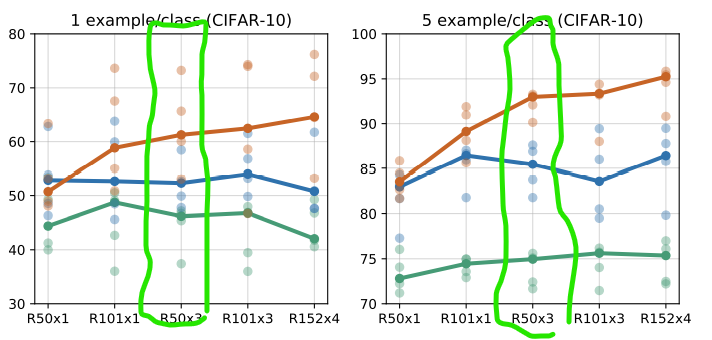 1 example/class (CIFAR-10)
5 example/class (CIFAR-10)
80
70
60
50
40
30
R50x1
R101x1
R50x3
R101x3
R152x4
100
95
90
85
80
75
70
R50x1
R101x1
R50x3
R101x3
R152x4